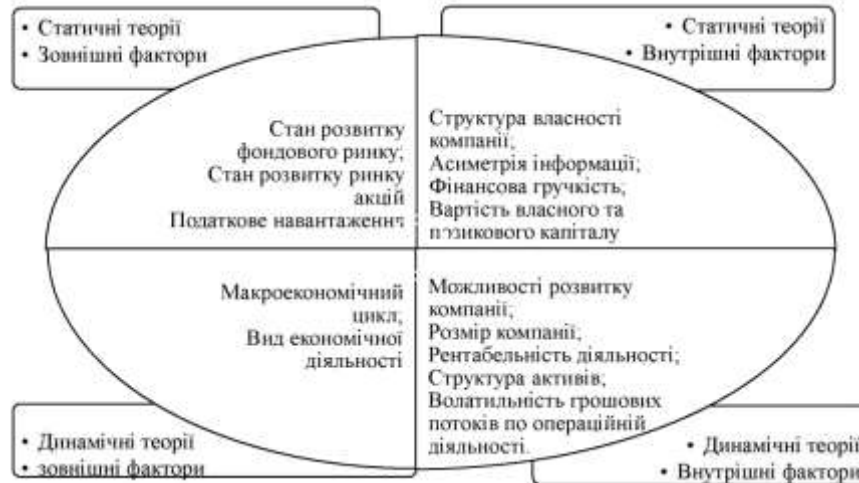 • Статичні теорії
• Зовнішні фактори
• Статичні теорії
• Внутрішні фактори
Стан розвитку
фондового ринку;
Стан розвитку ринку
акцій
Податкове навантаження
Структура власності
компанії;
Асиметрія інформації;
Фінансова гручкість;
Вартість власного та
позикового капіталу
Макроекономічний
цикл;
Вид економічної
діяльності
Можливості розвитку
компанії;
Розмір компанії;
Рентабельність діяльності;
Структура активів;
Волатильність грошових
потоків по операційній
діяльності.
• Динамічні теорії
• зовнішні фактори
• Динамічні теорії
• Внутрішні фактори